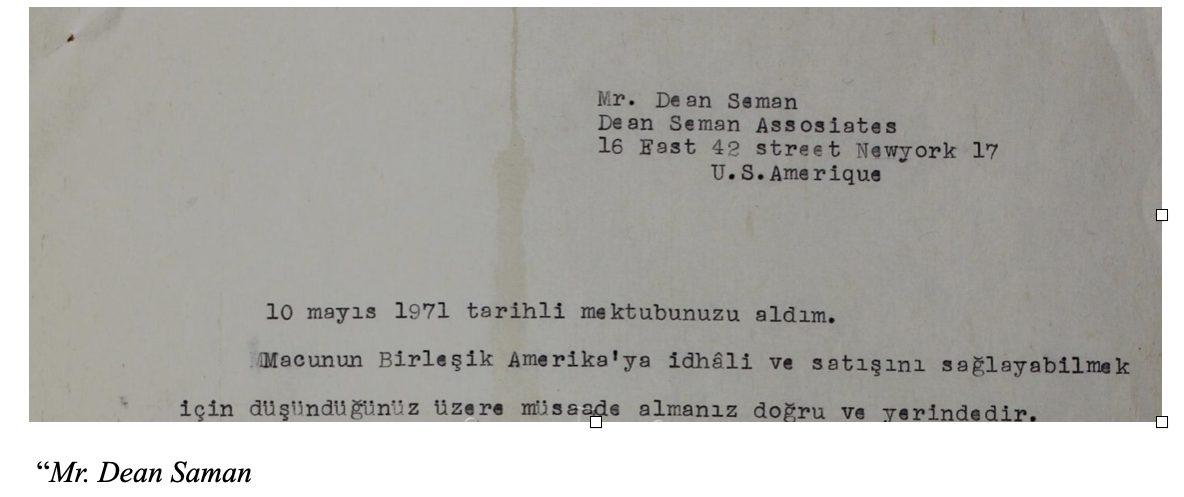 Mr. Dean Seman
Dean Seman Assosiates
16 East 42 street Newyork 17
U.S.Amerique
10 mayıs 1971 tarihli mektubunuzu aldım.
Macunun Birleşik Amerika'ya idhâli ve satışını sağlayabilmek
için düşündüğünüz üzere müsaade almanız doğru ve yerindedir.
“Mr. Dean Saman